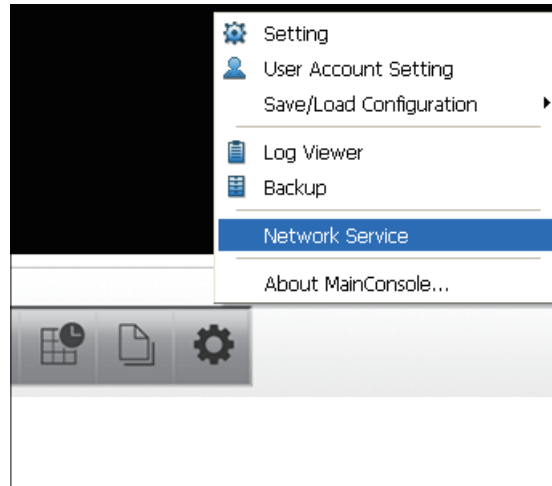 Setting
User Account Setting
Save/Load Configuration
Log Viewer
Backup
Network Service
About MainConsole...